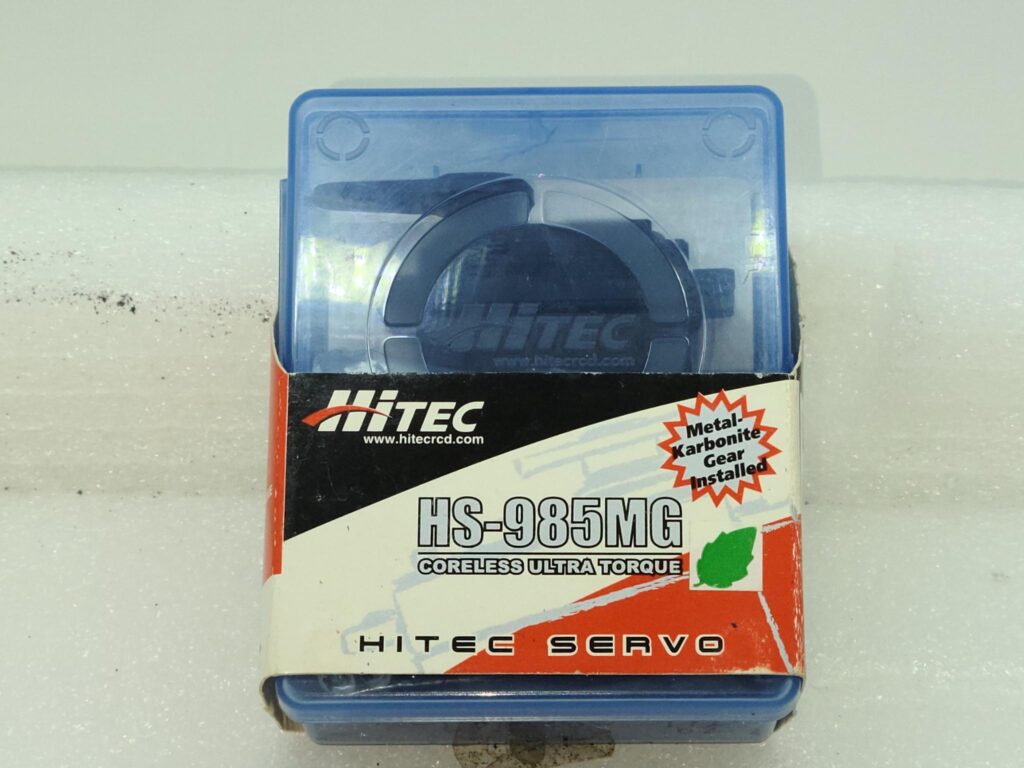 HiTEC
www.hitecrcd.com
HiTEC
www.hitecrcd.com
Metal-
Karbonite
Gear
Installed
HS-985MG
CORELESS ULTRA TORQUE
HITEC SERVO